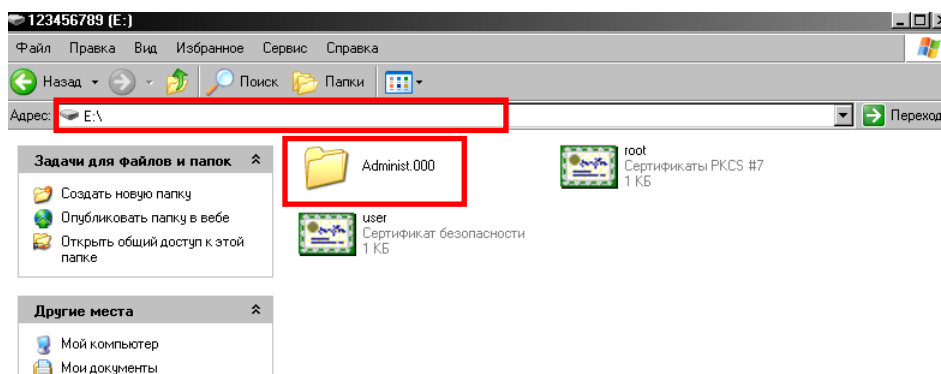 123456789 (E:)
Файл Правка Вид Избранное Сервис Справка
Назад Поиск Папки
Адрес: E:\ Переход
Задачи для файлов и папок
Создать новую папку
Опубликовать папку в вебе
Открыть общий доступ к этой
папке
Другие места
Мой компьютер
Мои документы
Administ.000
root
Сертификаты PKCS #7
1 КБ
user
Сертификат безопасности
1 КБ